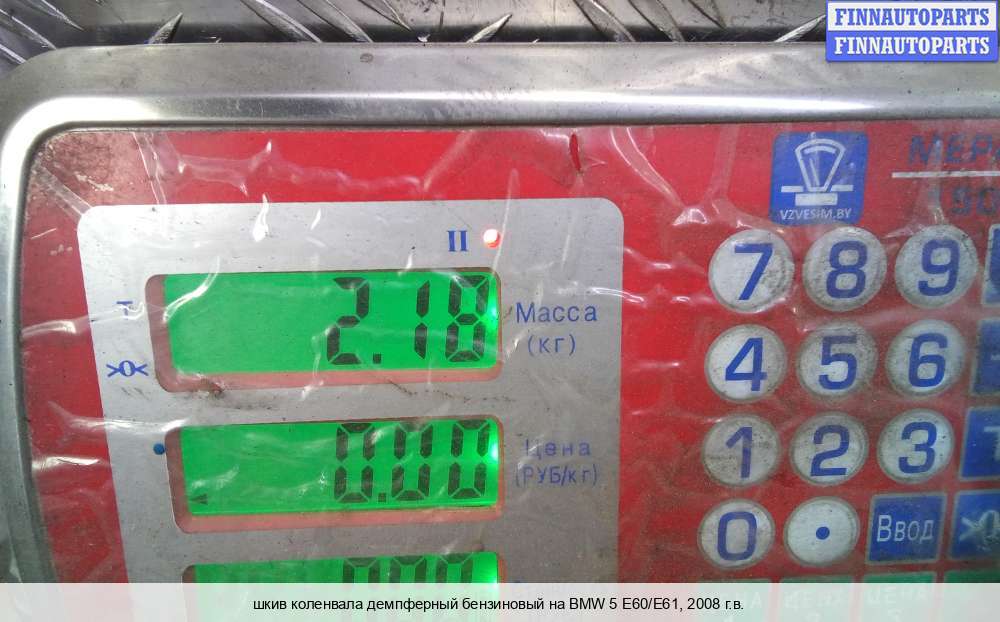 FINNAUTOPARTS
FINNAUTOPARTS
VZVESIM.BY
II
2.18
Масса
(кг)
>0<
0.00
Цена
(РУБ/кг)
7 8 9
4 5 6
1 2 3
0 .
Ввод
шкив коленвала демпферный бензиновый на BMW 5 E60/E61, 2008 г.в.